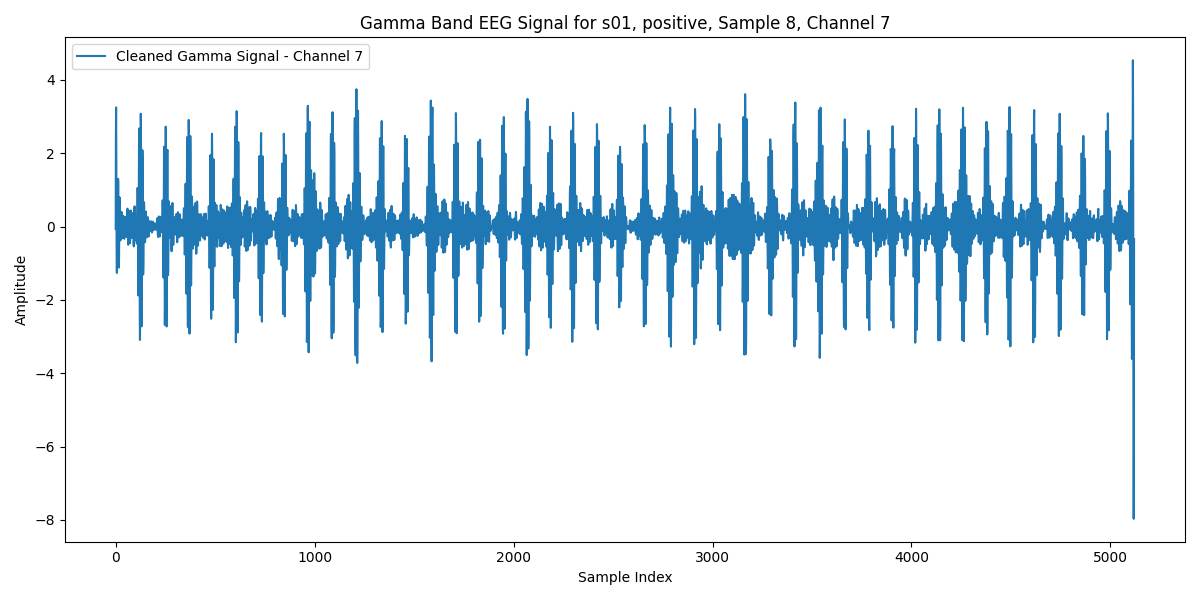 Gamma Band EEG Signal for s01, positive, Sample 8, Channel 7
Cleaned Gamma Signal - Channel 7
4
2
0
−2
−4
−6
−8
Amplitude
0 1000 2000 3000 4000 5000
Sample Index